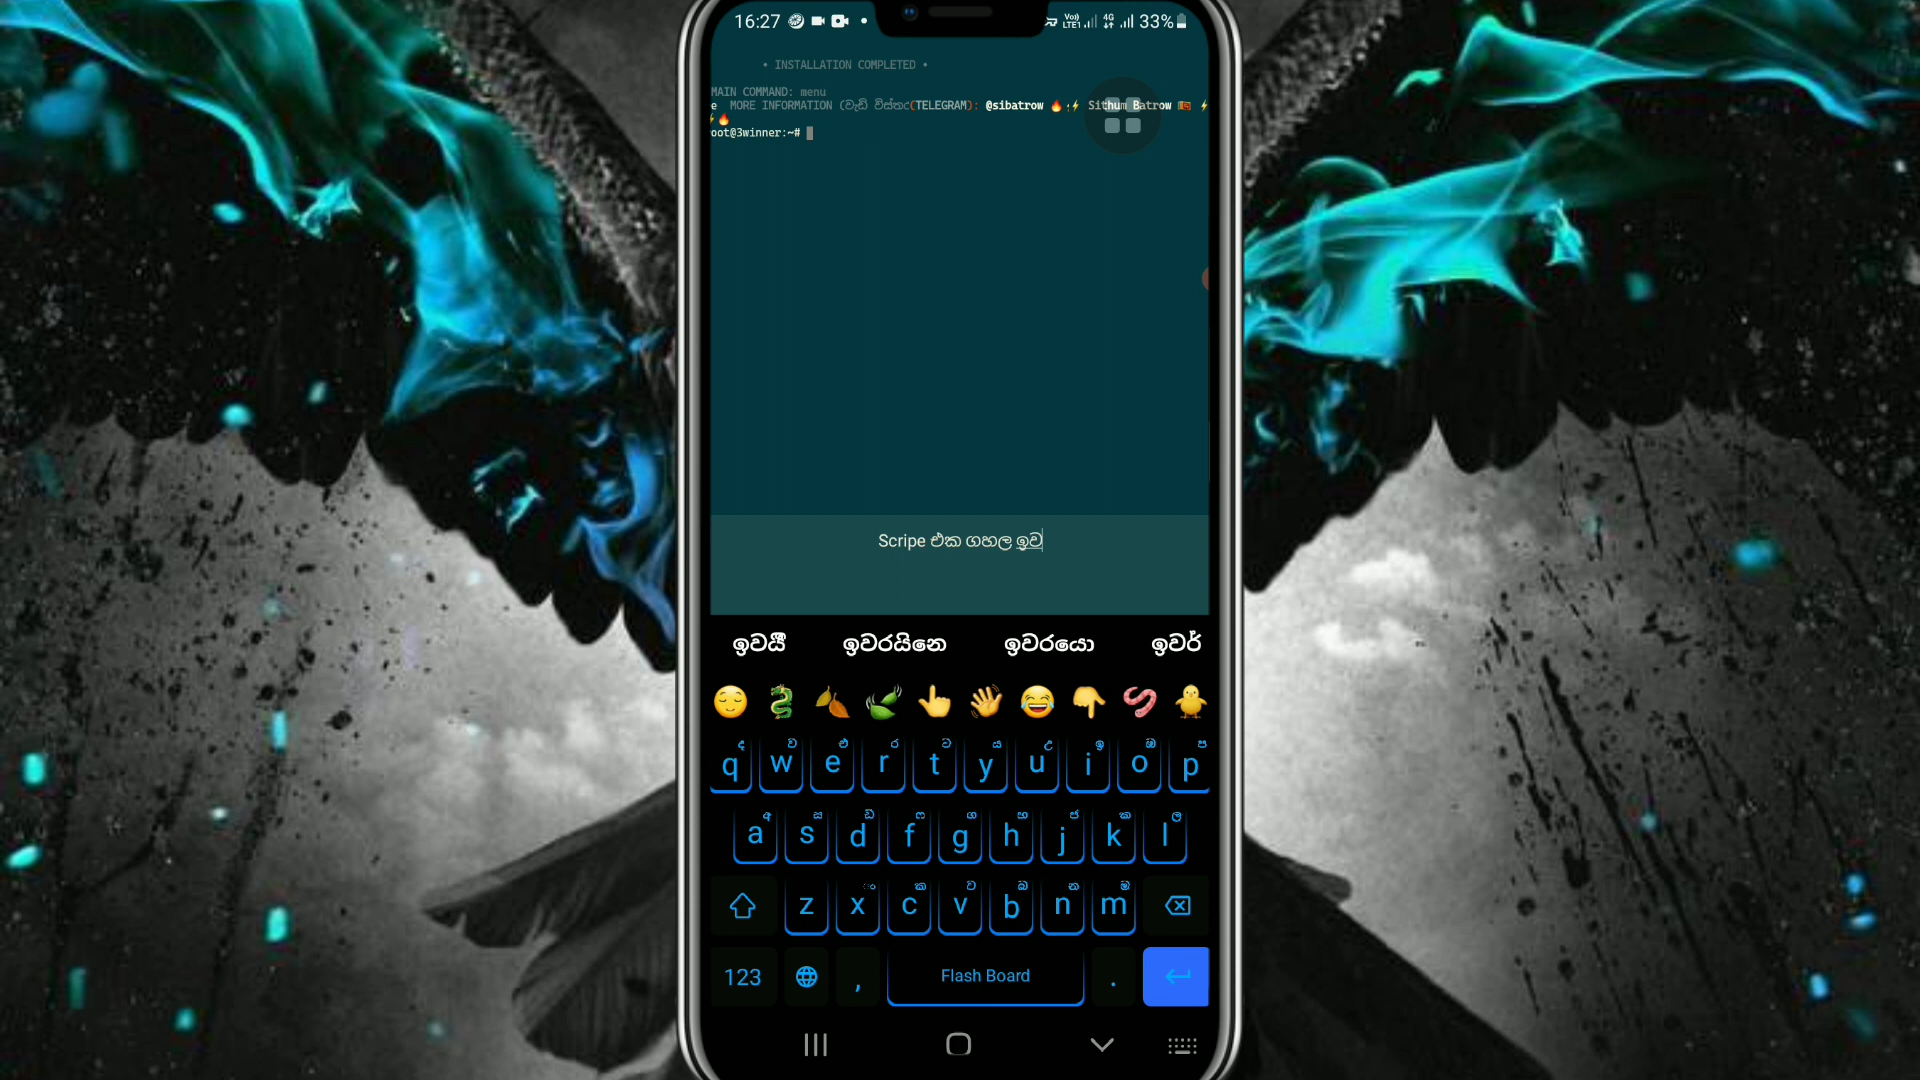 16:27 33%
• INSTALLATION COMPLETED •
MAIN COMMAND: menu
e MORE INFORMATION (වැඩි විස්තර(TELEGRAM): @sibatrow 🔥 ⚡ Sithum Batrow 🇱🇰 ⚡
⚡🔥
oot@3winner:~#
Scripe එක ගහල ඉව
ඉවරයිනෙ ඉවරයො ඉවර්
q w e r t y u i o p
a s d f g h j k l
z x c v b n m
123 , Flash Board .